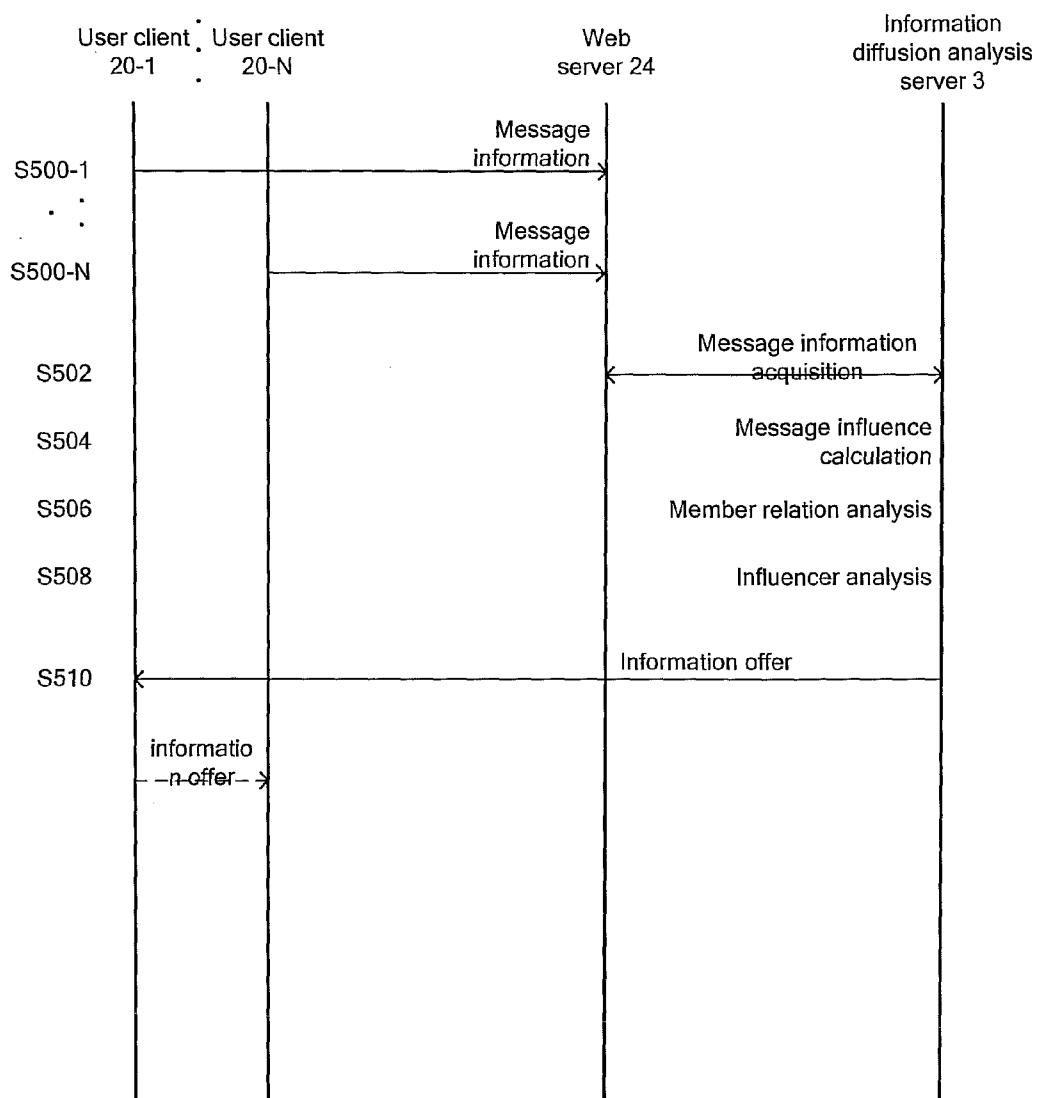 User client
20-1
User client
20-N
Web
server 24
Information
diffusion analysis
server 3
S500-1
Message
information
S500-N
Message
information
S502
Message information
acquisition
S504
Message influence
calculation
S506
Member relation analysis
S508
Influencer analysis
S510
Information offer
informatio
n offer